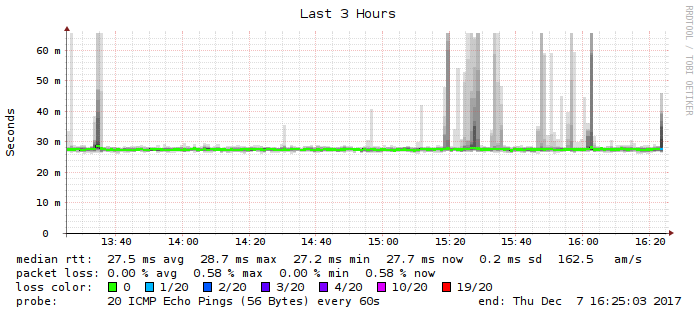 Last 3 Hours
RRDTOOL / TOBI OETIKER
Seconds
60 m
50 m
40 m
30 m
20 m
10 m
0
13:40 14:00 14:20 14:40 15:00 15:20 15:40 16:00 16:20
median rtt: 27.5 ms avg 28.7 ms max 27.2 ms min 27.7 ms now 0.2 ms sd 162.5 am/s
packet loss: 0.00 % avg 0.58 % max 0.00 % min 0.58 % now
loss color: 0 1/20 2/20 3/20 4/20 10/20 19/20
probe: 20 ICMP Echo Pings (56 Bytes) every 60s end: Thu Dec 7 16:25:03 2017